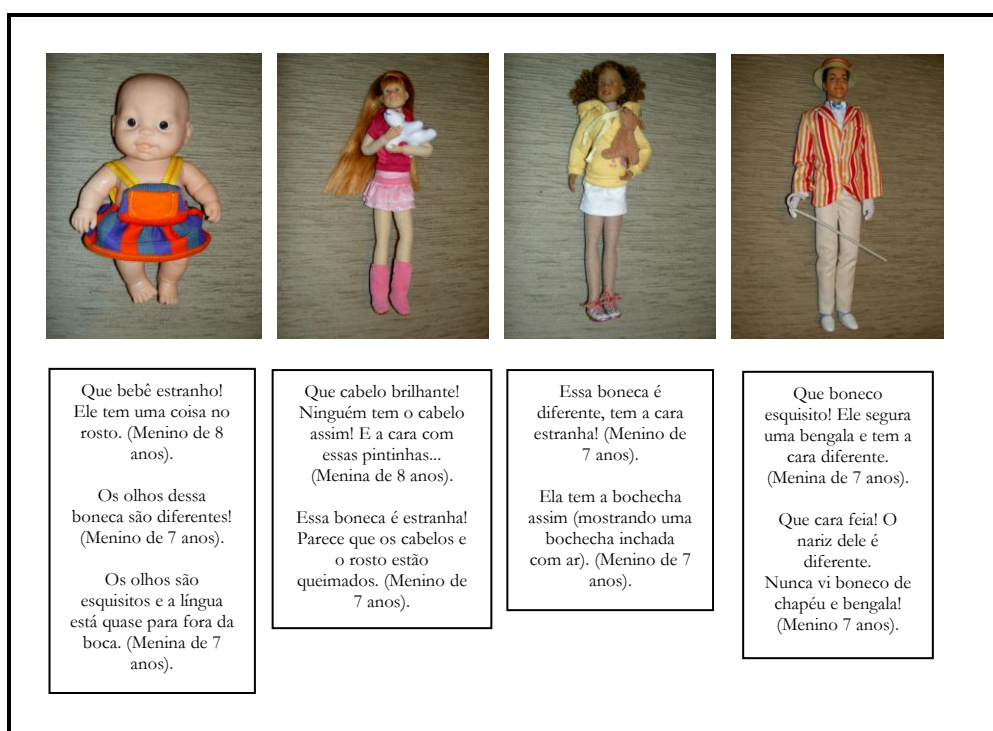 Que bebê estranho!
Ele tem uma coisa no
rosto. (Menino de 8
anos).
Os olhos dessa
boneca são diferentes!
(Menino de 7 anos).
Os olhos são
esquisitos e a língua
está quase para fora da
boca. (Menina de 7
anos).
Que cabelo brilhante!
Ninguém tem o cabelo
assim! E a cara com
essas pintinhas...
(Menina de 8 anos).
Essa boneca é estranha!
Parece que os cabelos e
o rosto estão
queimados. (Menino de
7 anos).
Essa boneca é
diferente, tem a cara
estranha! (Menino de
7 anos).
Ela tem a bochecha
assim (mostrando uma
bochecha inchada
com ar). (Menino de 7
anos).
Que boneco
esquisito! Ele segura
uma bengala e tem a
cara diferente.
(Menina de 7 anos).
Que cara feia! O
nariz dele é
diferente.
Nunca vi boneco de
chapéu e bengala!
(Menino 7 anos).